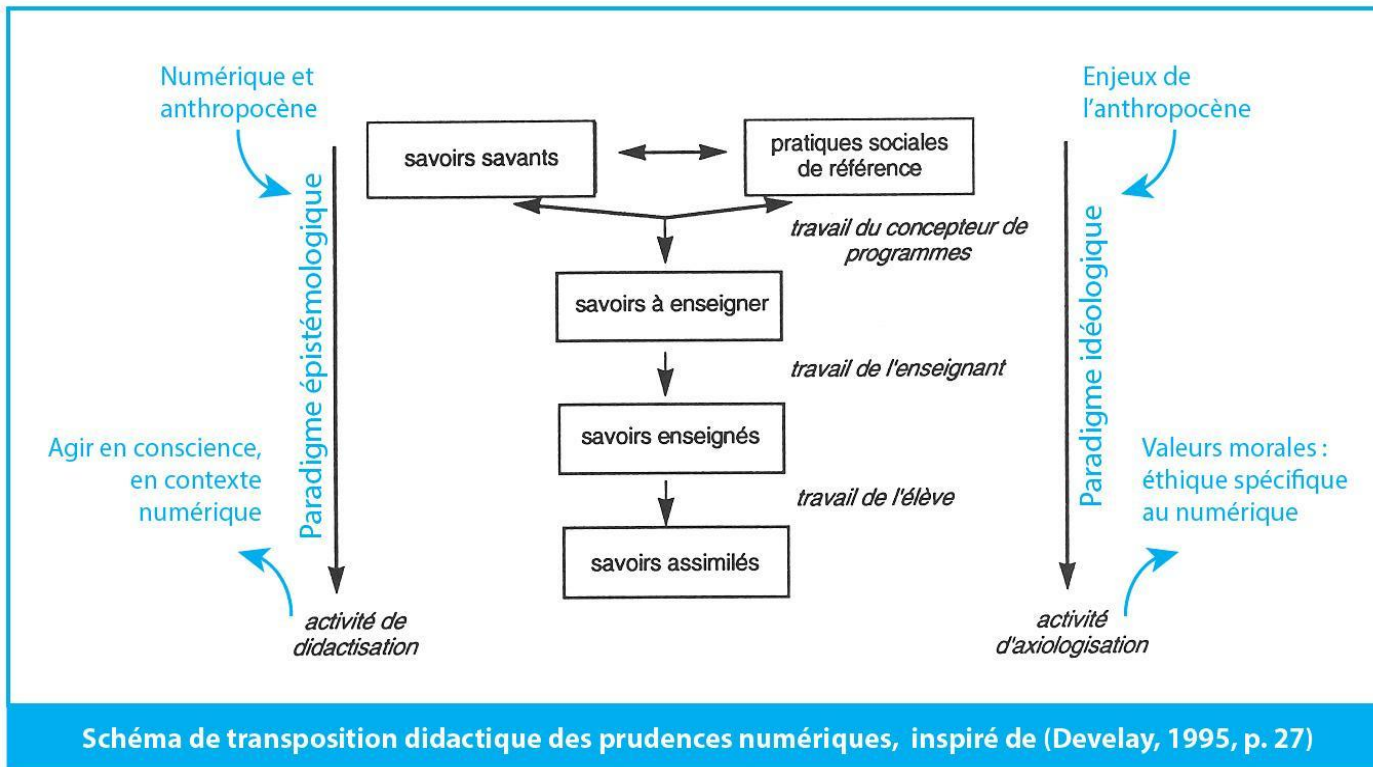 Numérique et
anthropocène
Enjeux de
l'anthropocène
savoirs savants
pratiques sociales
de référence
travail du concepteur de
programmes
Paradigme épistémologique
Paradigme idéologique
savoirs à enseigner
travail de l'enseignant
savoirs enseignés
Agir en conscience,
en contexte
numérique
Valeurs morales :
éthique spécifique
au numérique
travail de l'élève
savoirs assimilés
activité de
didactisation
activité
d'axiologisation
Schéma de transposition didactique des prudences numériques, inspiré de (Develay, 1995, p. 27)